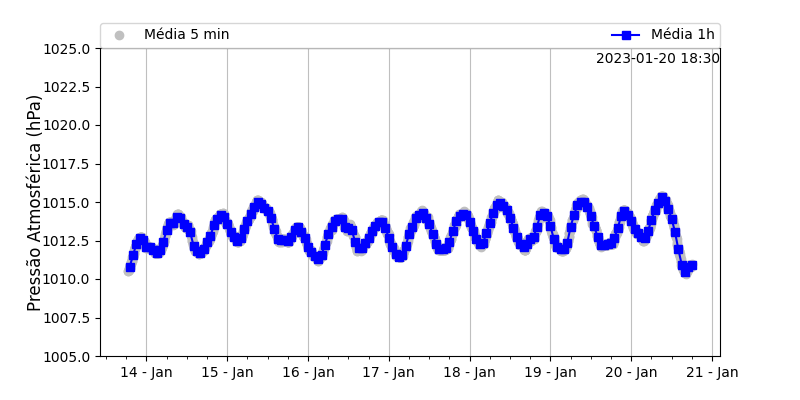 Média 5 min
Média 1h
2023-01-20 18:30
Pressão Atmosférica (hPa)
1025.0
1022.5
1020.0
1017.5
1015.0
1012.5
1010.0
1007.5
1005.0
14 - Jan
15 - Jan
16 - Jan
17 - Jan
18 - Jan
19 - Jan
20 - Jan
21 - Jan